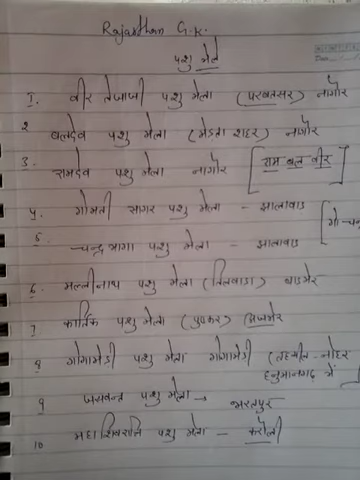 Rajasthan G.K.
पशु मेले
1. वीर तेजाजी पशु मेला (परबतसर) नागौर
2 बलदेव पशु मेला (मेड़ता शहर) नागौर
3. रामदेव पशु मेला नागौर [राम बल वीर]
4. गोमती सागर पशु मेला - झालावाड़
5. चन्द्रभागा पशु मेला - झालावाड़ [गो-चन्
6. मल्लीनाथ पशु मेला (तिलवाड़ा) बाडमेर
7 कार्तिक पशु मेला (पुष्कर) अजमेर
8 गोगामेडी पशु मेला गोगामेडी (तहसील - नोहर
हनुमानगढ़ में
9 जसवन्त पशु मेला → भरतपुर
10 महाशिवरात्रि पशु मेला - करौली